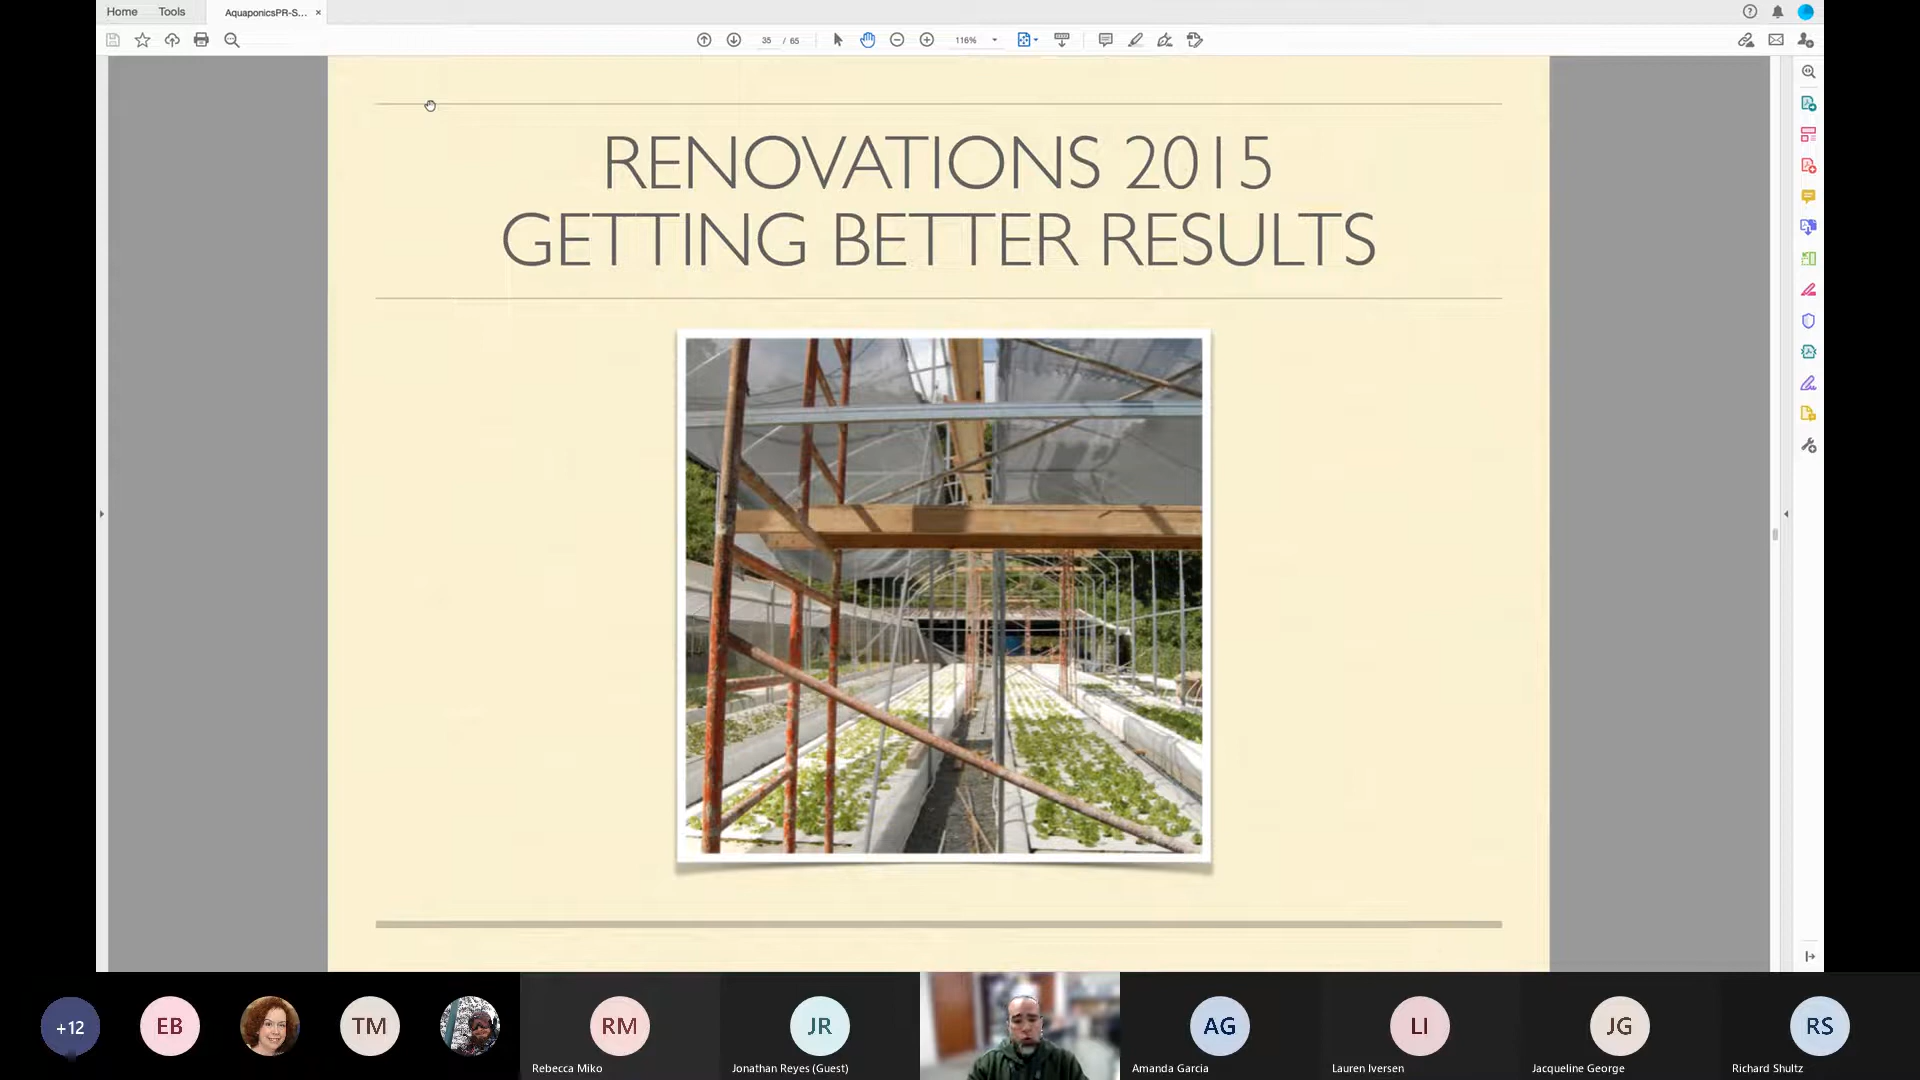 Home Tools AquaponicsPR-S... ×
35 / 65 116%
RENOVATIONS 2015
GETTING BETTER RESULTS
+12 EB TM RM JR AG LI JG RS
Rebecca Miko Jonathan Reyes (Guest) Amanda Garcia Lauren Iversen Jacqueline George Richard Shultz